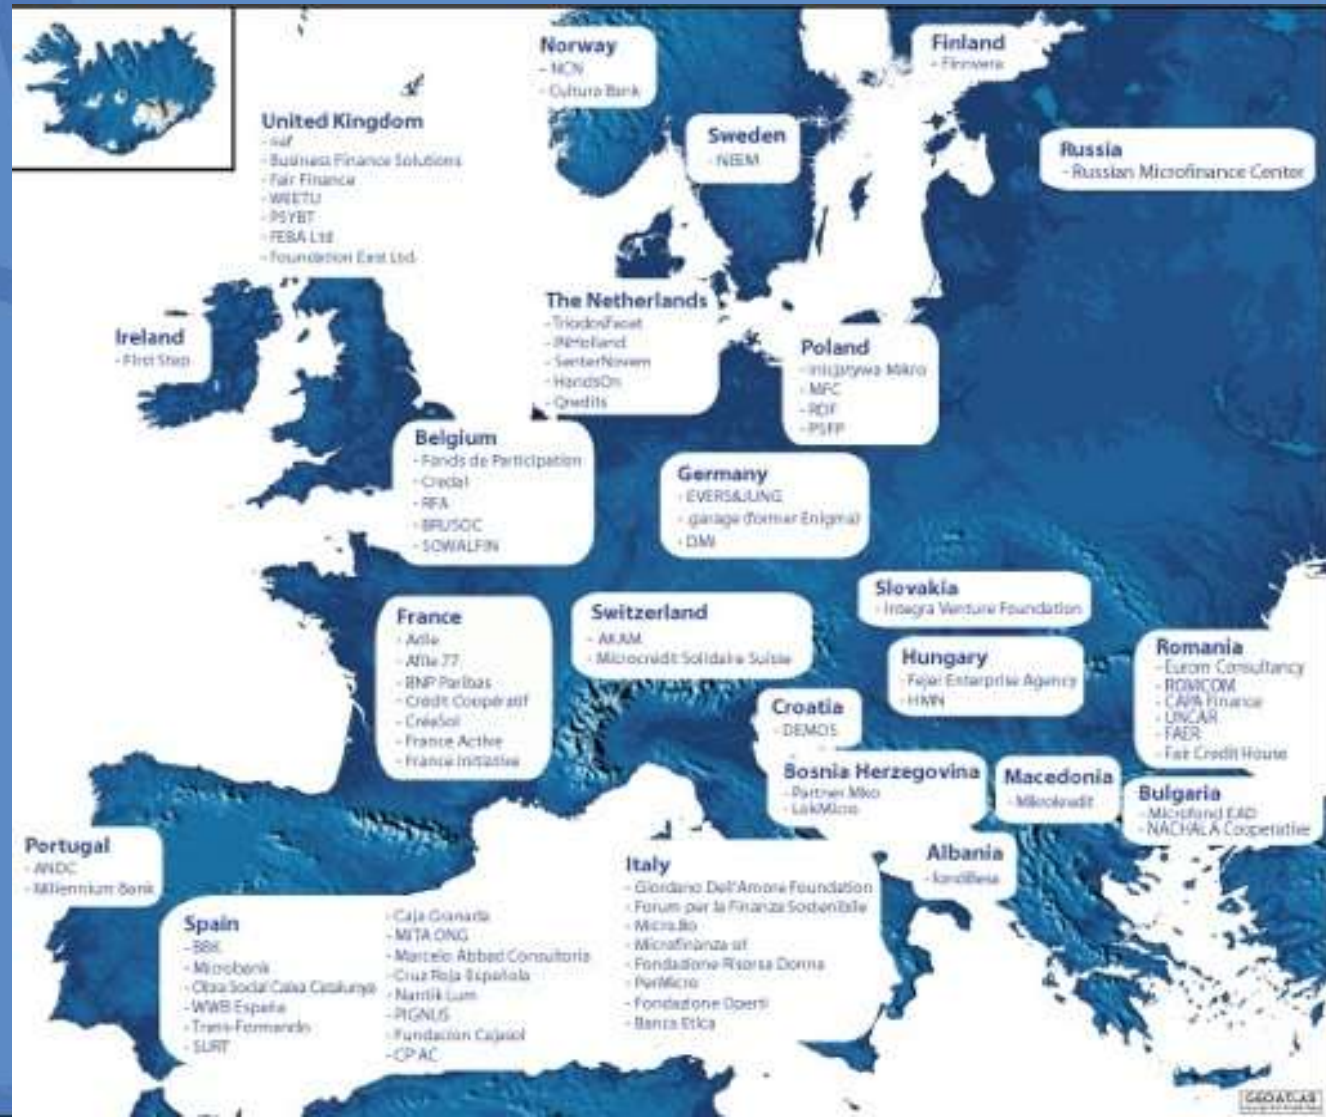 Norway
- NCN
- Cultura Bank
Finland
- Finnvera
United Kingdom
- nef
- Business Finance Solutions
- Fair Finance
- WEETU
- PSYBT
- FEBA Ltd
- Foundation East Ltd.
Sweden
- NEEM
Russia
- Russian Microfinance Center
Ireland
- First Step
The Netherlands
- TriodosFacet
- INHolland
- SenterNovem
- HandsOn
- Qredits
Poland
- Inicjatywa Mikro
- MFC
- RDF
- PSFP
Belgium
- Fonds de Participation
- Credal
- RFA
- BRUSOC
- SOWALFIN
Germany
- EVERS&JUNG
- garage (former Enigma)
- DMI
Slovakia
- Integra Venture Foundation
France
- Adie
- Afile 77
- BNP Paribas
- Crédit Coopératif
- CréaSol
- France Active
- France Initiative
Switzerland
- AKAM
- Microcrédit Solidaire Suisse
Hungary
- Fejer Enterprise Agency
- HMN
Romania
- Eurom Consultancy
- ROMCOM
- CAPA Finance
- UNCAR
- FAER
- Fair Credit House
Croatia
- DEMOS
Bosnia Herzegovina
- Partner Mko
- LokMicro
Macedonia
- Mikrokredit
Bulgaria
- Microfond EAD
- NACHALA Cooperative
Portugal
- ANDC
- Millennium Bank
Albania
Spain
- BBK
- Microbank
- Obra Social Caixa Catalunya
- WWB España
- Trans-Formando
- SURT
- Caja Granada
- MITA ONG
- Marcelo Abbad Consultoria
- Cruz Roja Española
- Nantik Lum
- PIGNUS
- Fundacion Cajasol
- CP'AC
Italy
- Giordano Dell'Amore Foundation
- Forum per la Finanza Sostenibile
- Micro.Bo
- Microfinanza srl
- Fondazione Risorsa Donna
- PerMicro
- Fondazione Operti
- Banca Etica
GEOATLAS